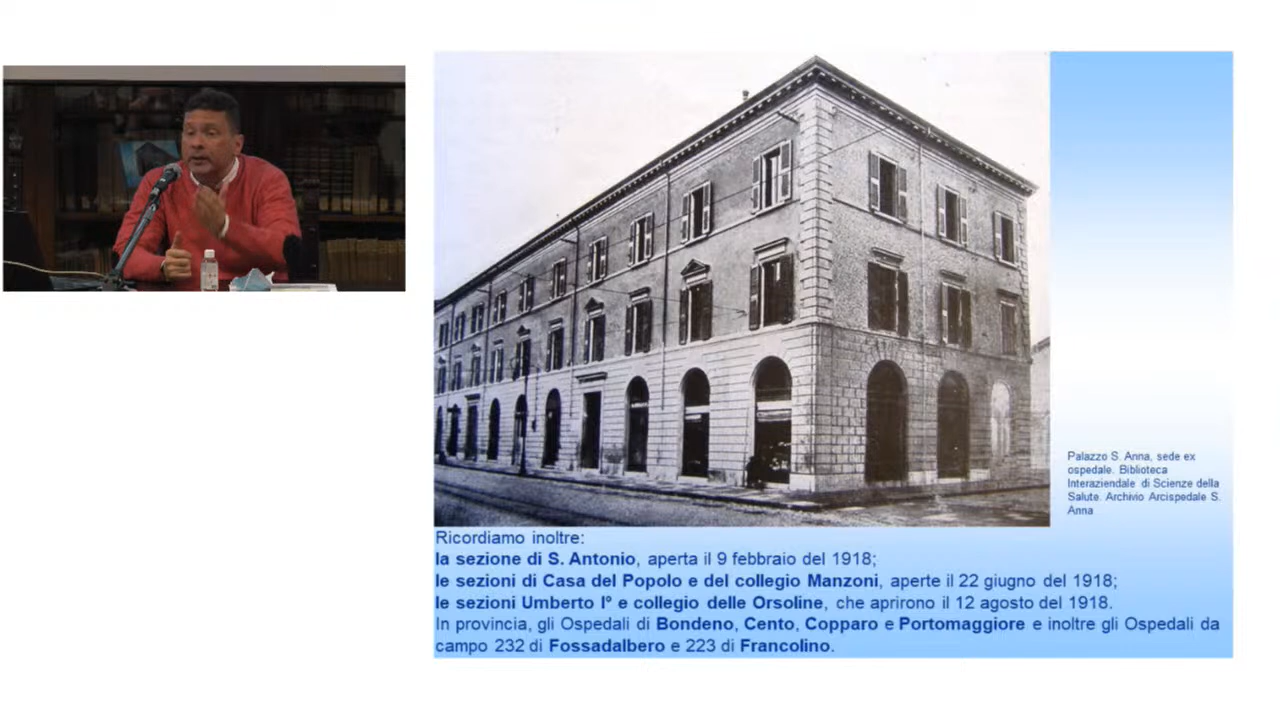 Palazzo S. Anna, sede ex
ospedale. Biblioteca
Interaziendale di Scienze della
Salute. Archivio Arcispedale S.
Anna
Ricordiamo inoltre:
la sezione di S. Antonio, aperta il 9 febbraio del 1918;
le sezioni di Casa del Popolo e del collegio Manzoni, aperte il 22 giugno del 1918;
le sezioni Umberto I° e collegio delle Orsoline, che aprirono il 12 agosto del 1918.
In provincia, gli Ospedali di Bondeno, Cento, Copparo e Portomaggiore e inoltre gli Ospedali da
campo 232 di Fossadalbero e 223 di Francolino.